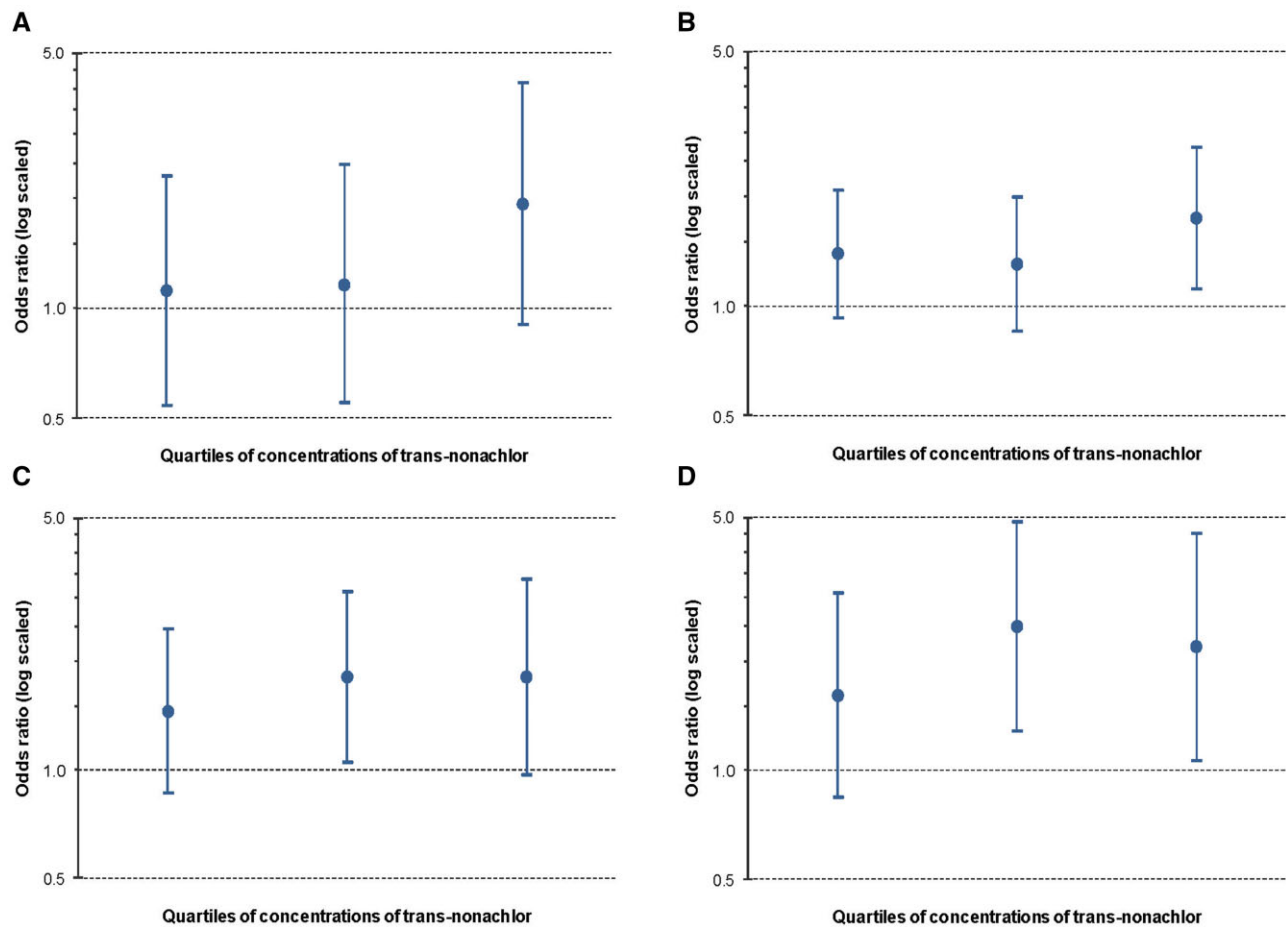 A
5.0
Odds ratio (log scaled)
1.0
0.5
Quartiles of concentrations of trans-nonachlor
B
5.0
Odds ratio (log scaled)
1.0
0.5
Quartiles of concentrations of trans-nonachlor
C
5.0
Odds ratio (log scaled)
1.0
0.5
Quartiles of concentrations of trans-nonachlor
D
5.0
Odds ratio (log scaled)
1.0
0.5
Quartiles of concentrations of trans-nonachlor